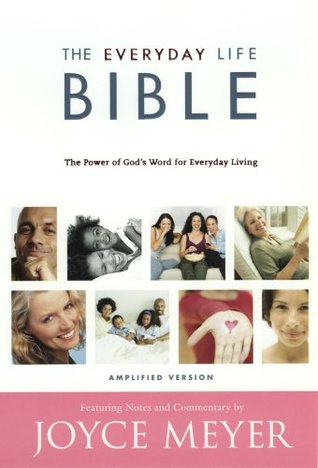 THE EVERYDAY LIFE
BIBLE
The Power of God's Word for Everyday Living
AMPLIFIED VERSION
Featuring Notes and Commentary by
JOYCE MEYER